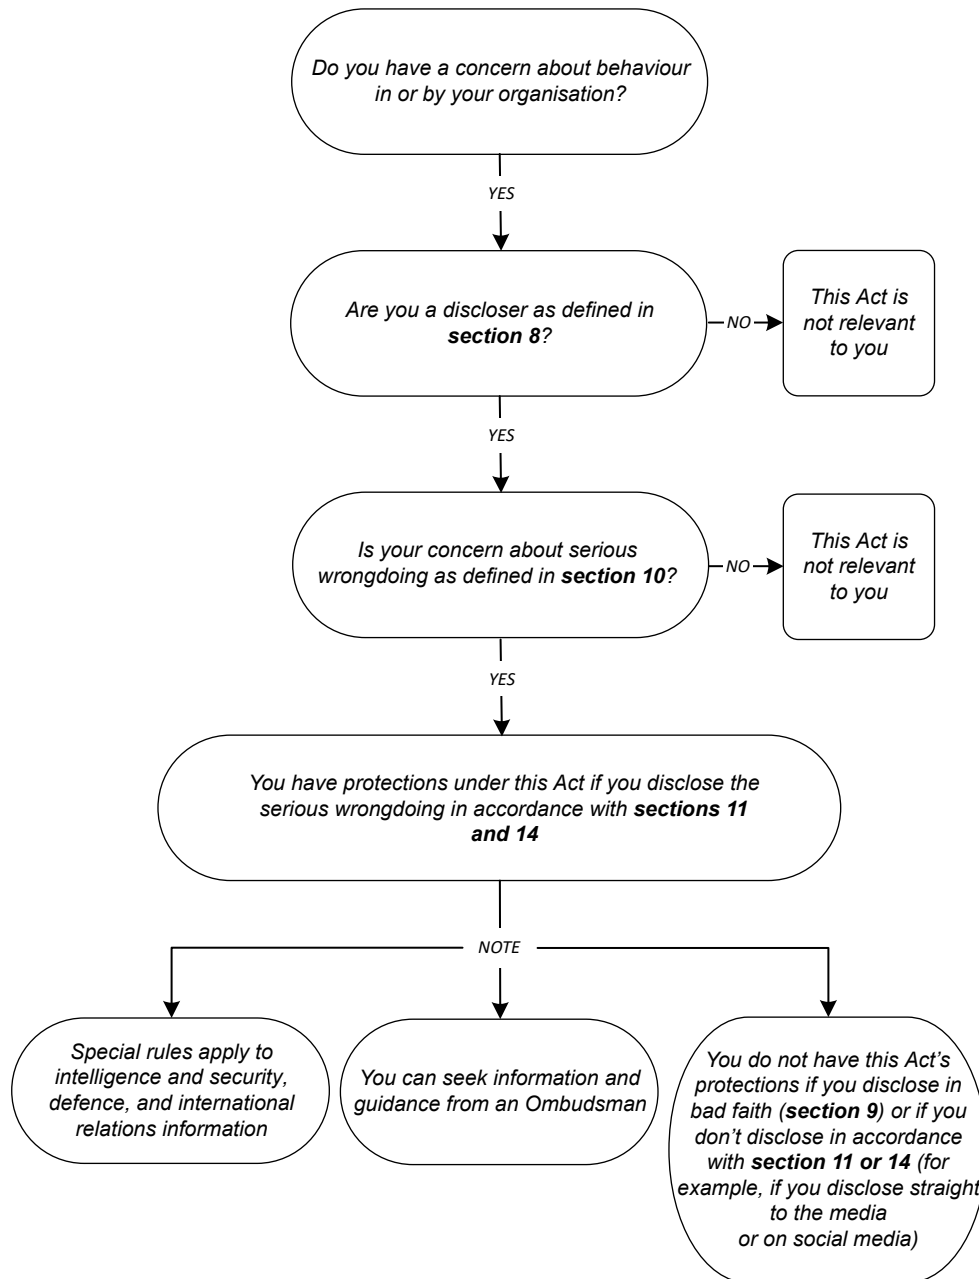 Do you have a concern about behaviour
in or by your organisation?
YES
Are you a discloser as defined in
section 8?
NO
This Act is
not relevant
to you
YES
Is your concern about serious
wrongdoing as defined in section 10?
NO
This Act is
not relevant
to you
YES
You have protections under this Act if you disclose the
serious wrongdoing in accordance with sections 11
and 14
NOTE
Special rules apply to
intelligence and security,
defence, and international
relations information
You can seek information and
guidance from an Ombudsman
You do not have this Act’s
protections if you disclose in
bad faith (section 9) or if you
don’t disclose in accordance
with section 11 or 14 (for
example, if you disclose straight
to the media
or on social media)